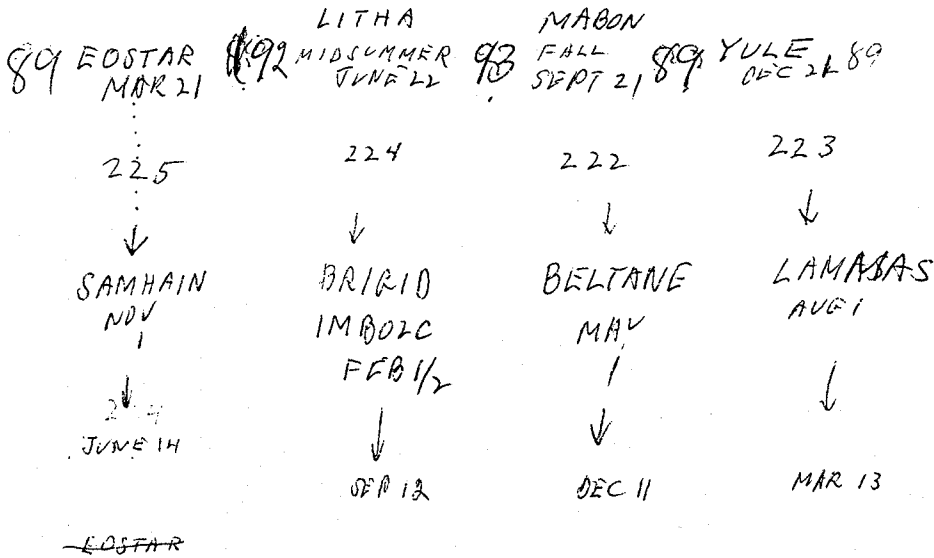 LITHA
MABON
89 EOSTAR 92 MIDSUMMER 93 FALL 89 YULE 89
MAR 21 JUNE 22 SEPT 21 DEC 21
225 224 222 223
SAMHAIN BRIGID BELTANE LAMASAS
NOV IMBOLC MAY AUG 1
1 FEB 1/2 1
JUNE 14 SEP 12 DEC 11 MAR 13
EOSTAR